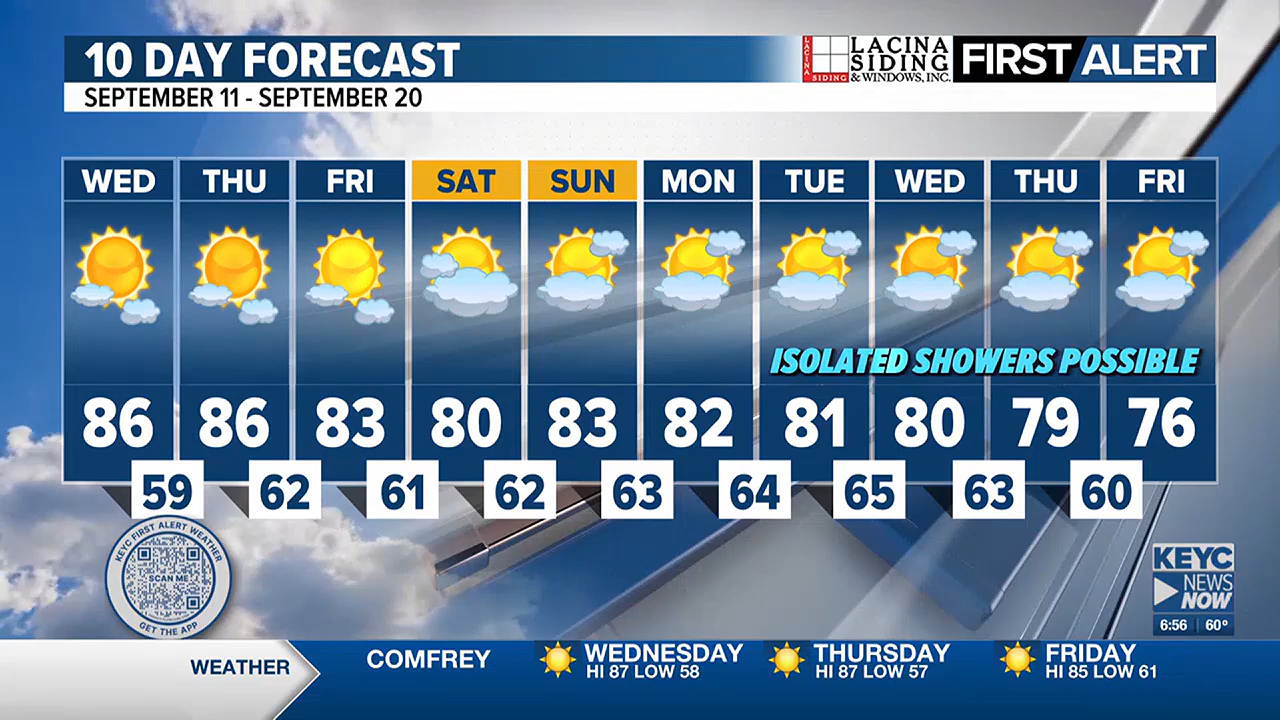 10 DAY FORECAST
SEPTEMBER 11 - SEPTEMBER 20
LACINA
SIDING
LACINA
SIDING
& WINDOWS, INC.
FIRST ALERT
WED THU FRI SAT SUN MON TUE WED THU FRI
ISOLATED SHOWERS POSSIBLE
86 86 83 80 83 82 81 80 79 76
59 62 61 62 63 64 65 63 60
KEYC FIRST ALERT WEATHER
SCAN ME
GET THE APP
KEYC
NEWS
NOW
6:56 60°
WEATHER
COMFREY
WEDNESDAY
HI 87 LOW 58
THURSDAY
HI 87 LOW 57
FRIDAY
HI 85 LOW 61